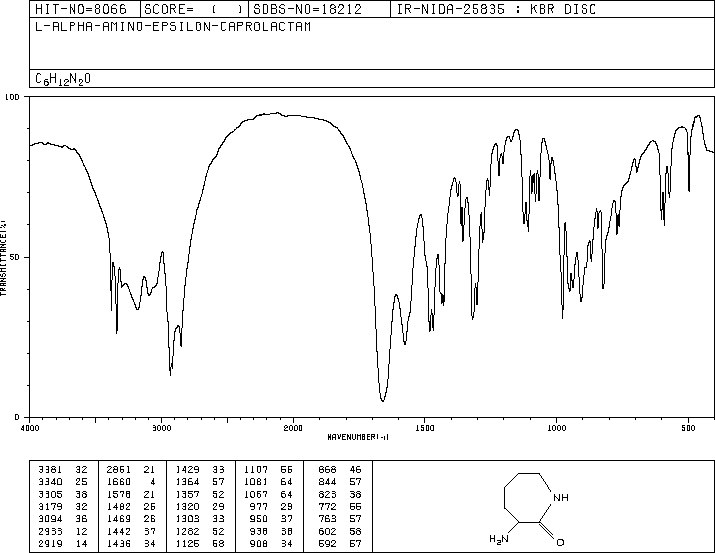 HIT-NO=8066 SCORE= ( ) SDBS-NO=18212 IR-NIDA-25835 : KBR DISC
L-ALPHA-AMINO-EPSILON-CAPROLACTAM
C6H12N2O
100
50
0
TRANSMITTANCE(%)
4000 3000 2000 1500 1000 500
WAVENUMBER(-1)
3381 32 2861 21 1429 33 1107 55 868 46
3340 25 1660 4 1364 57 1081 64 844 57
3305 38 1578 21 1357 52 1067 64 823 38
3179 32 1482 26 1320 29 977 29 772 55
3094 36 1469 26 1303 33 950 37 763 57
2933 12 1442 37 1282 52 938 38 602 58
2919 14 1436 34 1125 58 908 34 592 57
NH
H2N
O